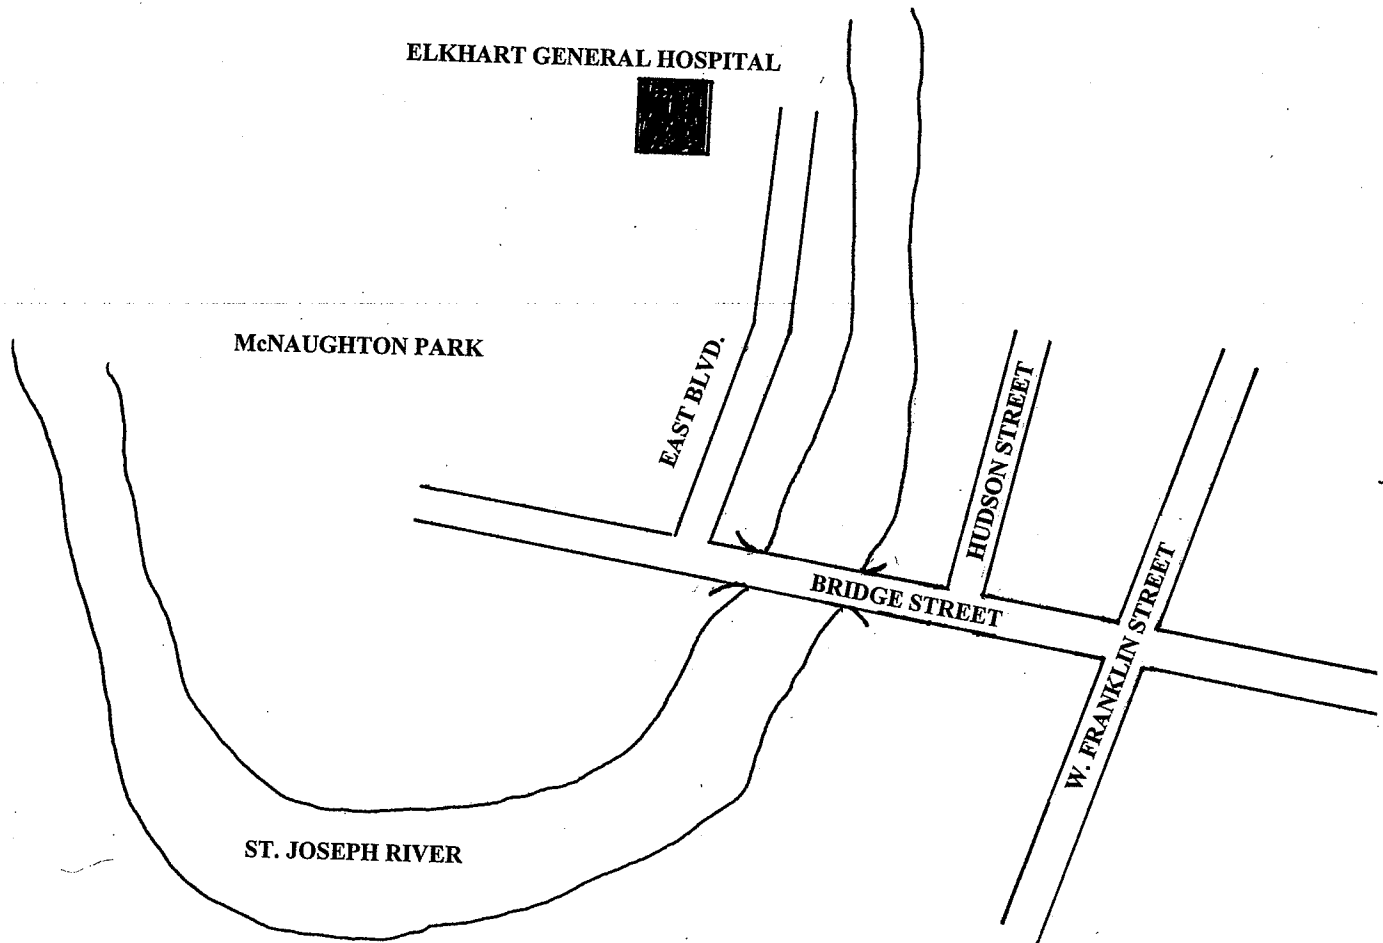 ELKHART GENERAL HOSPITAL
McNAUGHTON PARK
EAST BLVD.
HUDSON STREET
BRIDGE STREET
W. FRANKLIN STREET
ST. JOSEPH RIVER